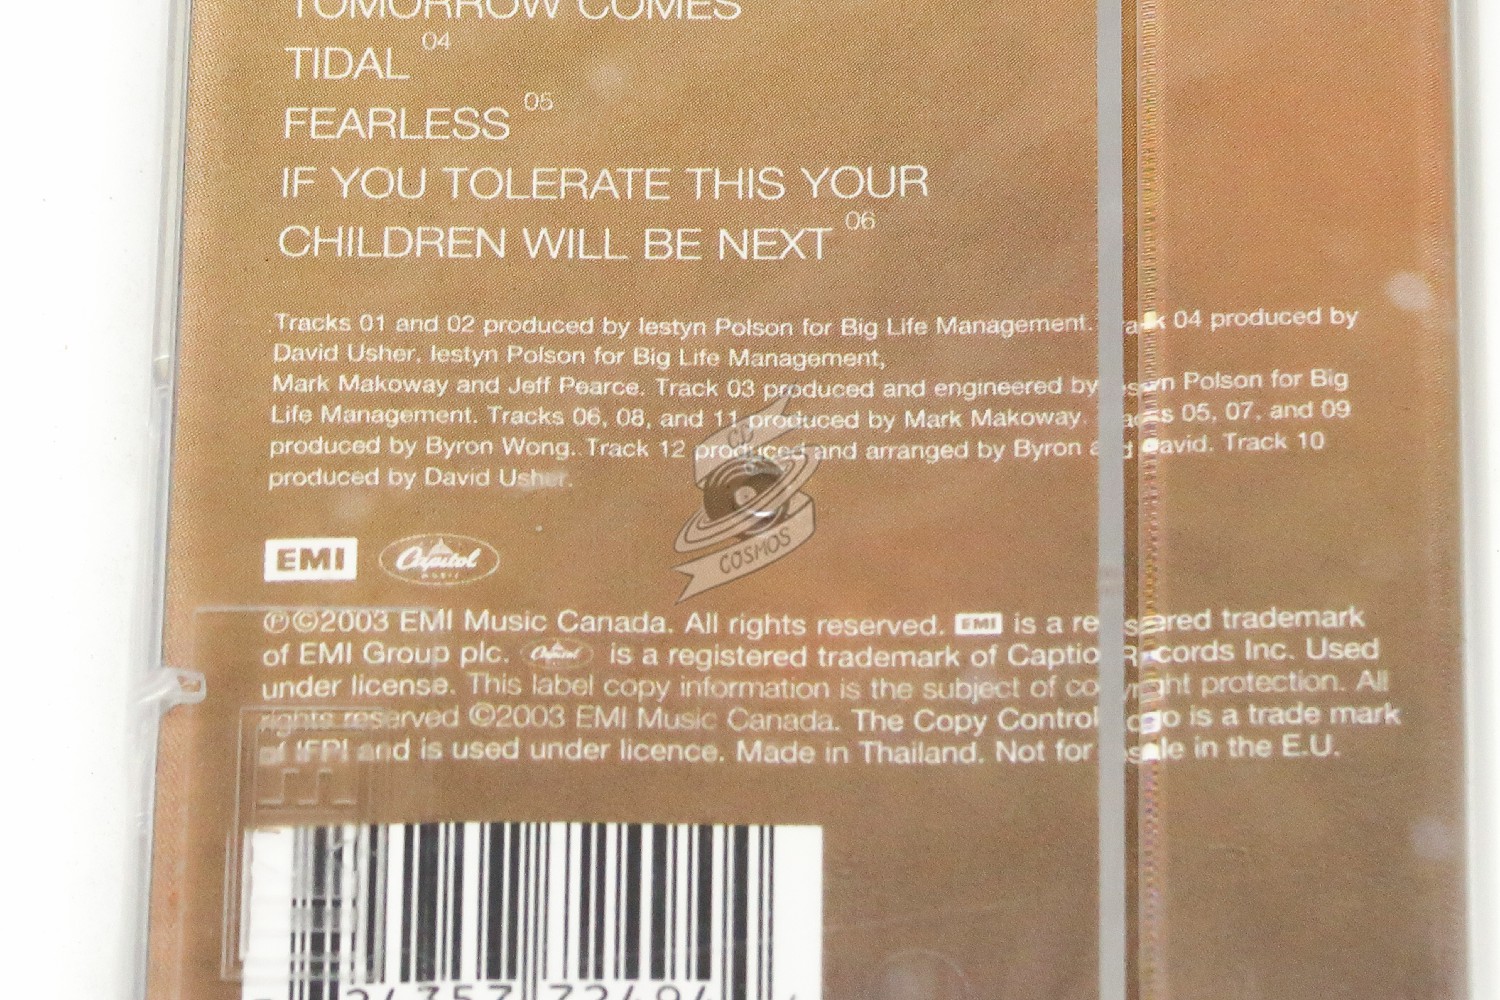 TOMORROW COMES
TIDAL 04
FEARLESS 05
IF YOU TOLERATE THIS YOUR
CHILDREN WILL BE NEXT 06
Tracks 01 and 02 produced by Iestyn Polson for Big Life Management. Track 04 produced by
David Usher, Iestyn Polson for Big Life Management,
Mark Makoway and Jeff Pearce. Track 03 produced and engineered by Iestyn Polson for Big
Life Management. Tracks 06, 08, and 11 produced by Mark Makoway. Tracks 05, 07, and 09
produced by Byron Wong. Track 12 produced and arranged by Byron and David. Track 10
produced by David Usher.
CD
COSMOS
EMI Capitol MUSIC
℗©2003 EMI Music Canada. All rights reserved. EMI is a registered trademark
of EMI Group plc. Capitol is a registered trademark of Captiol Records Inc. Used
under license. This label copy information is the subject of copyright protection. All
rights reserved ©2003 EMI Music Canada. The Copy Control logo is a trade mark
of IFPI and is used under licence. Made in Thailand. Not for sale in the E.U.